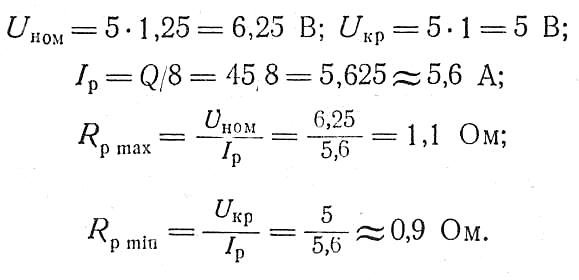 U_ном = 5·1,25 = 6,25 В; U_кр = 5·1 = 5 В;
I_р = Q/8 = 45,8 = 5,625 ≈ 5,6 А;
R_р max = U_ном/I_р = 6,25/5,6 = 1,1 Ом;
R_р min = U_кр/I_р = 5/5,6 ≈ 0,9 Ом.